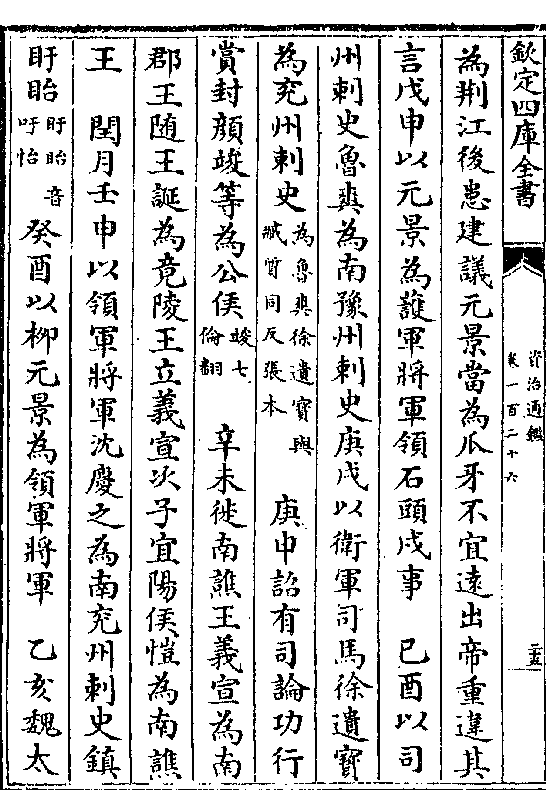 欽定四庫全書
資治通鑑
卷一百二十六
二十五
為荆江後患建議元景當為爪牙不宜逺出帝重違其
言戊申以元景為護軍將軍領石頭戍事　己酉以司
州刺史魯爽為南豫州刺史庚戌以衛軍司馬徐遺寶
為兖州刺史為魯爽徐遺寶與臧質同反張本　庚申詔有司論功行
賞封顔竣等為公侯竣七倫翻　辛未徙南譙王義宣為南
郡王隨王誕為竟陵王立義宣次子宜陽侯愷為南譙
王　閏月壬申以領軍將軍沈慶之為南兖州刺史鎮
盱眙盱眙音吁怡　癸酉以柳元景為領軍將軍　乙亥魏太